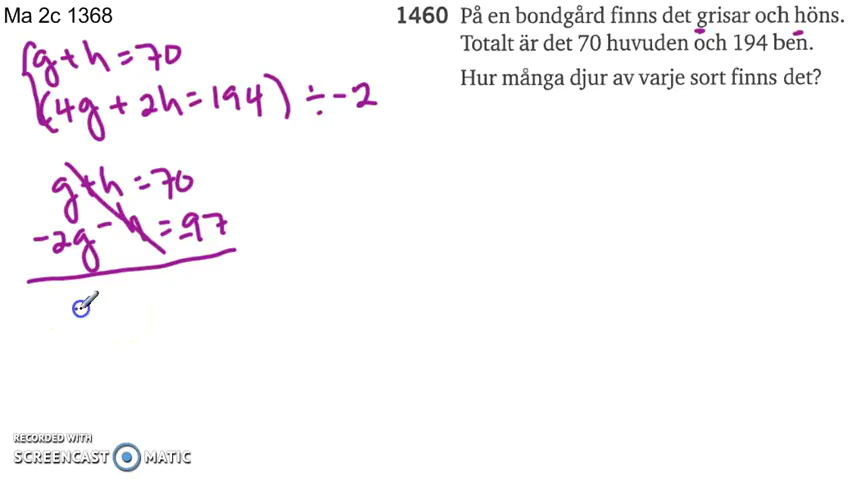 Ma 2c 1368
1460 På en bondgård finns det grisar och höns.
Totalt är det 70 huvuden och 194 ben.
Hur många djur av varje sort finns det?
g+h=70
(4g+2h=194) ÷ -2
g+h=70
-2g-h=-97
RECORDED WITH
SCREENCAST MATIC